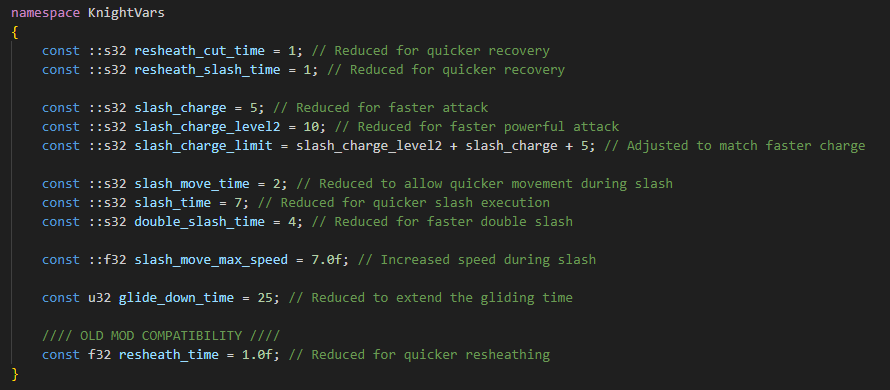 namespace KnightVars
{
const ::s32 resheath_cut_time = 1; // Reduced for quicker recovery
const ::s32 resheath_slash_time = 1; // Reduced for quicker recovery
const ::s32 slash_charge = 5; // Reduced for faster attack
const ::s32 slash_charge_level2 = 10; // Reduced for faster powerful attack
const ::s32 slash_charge_limit = slash_charge_level2 + slash_charge + 5; // Adjusted to match faster charge
const ::s32 slash_move_time = 2; // Reduced to allow quicker movement during slash
const ::s32 slash_time = 7; // Reduced for quicker slash execution
const ::s32 double_slash_time = 4; // Reduced for faster double slash
const ::f32 slash_move_max_speed = 7.0f; // Increased speed during slash
const u32 glide_down_time = 25; // Reduced to extend the gliding time
//// OLD MOD COMPATIBILITY ////
const f32 resheath_time = 1.0f; // Reduced for quicker resheathing
}